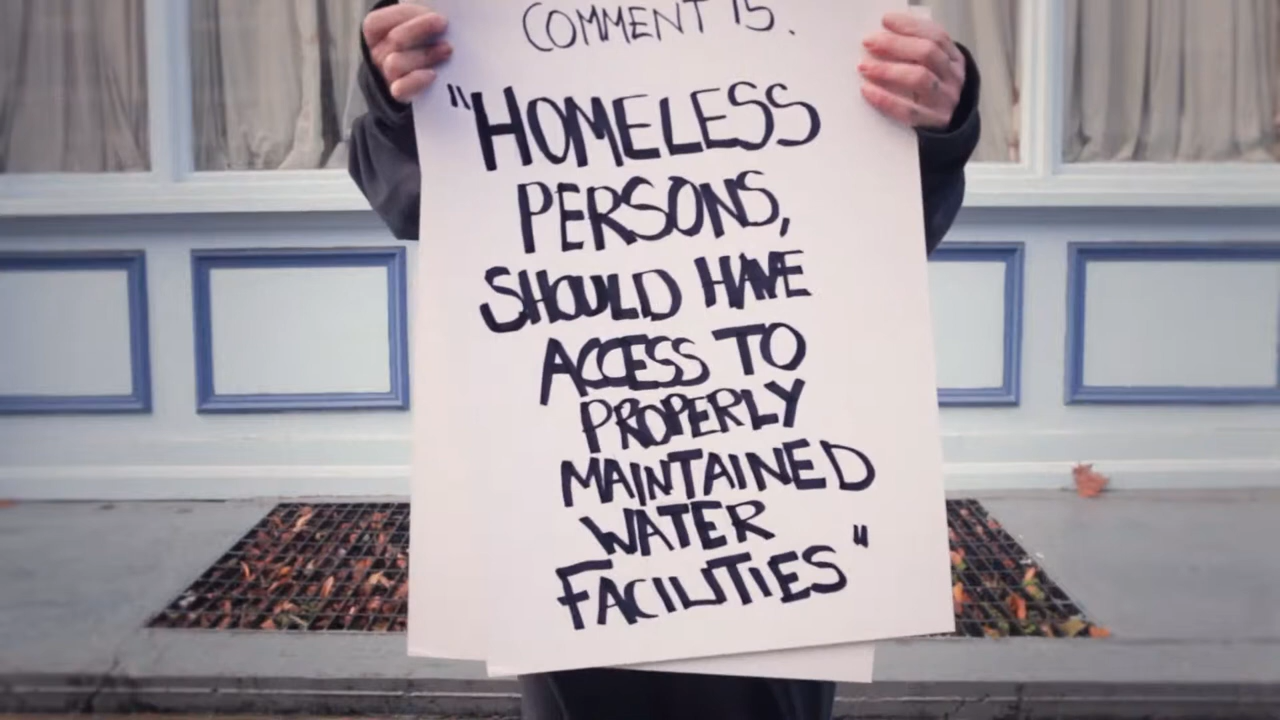 COMMENT 15.
"HOMELESS
PERSONS,
SHOULD HAVE
ACCESS TO
PROPERLY
MAINTAINED
WATER
FACILITIES"